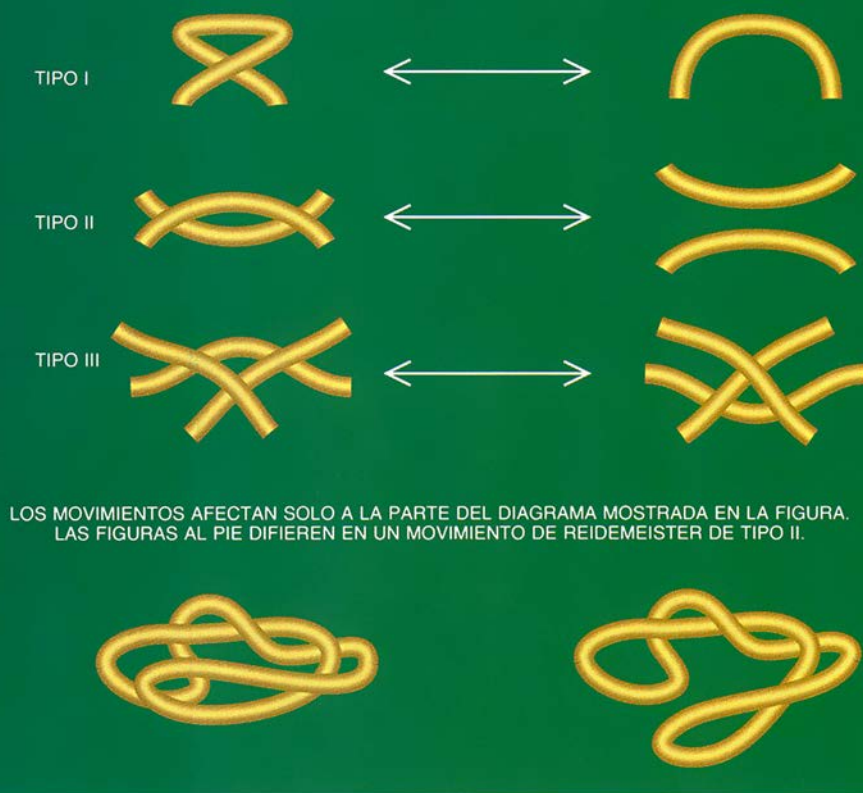 TIPO I
TIPO II
TIPO III
LOS MOVIMIENTOS AFECTAN SOLO A LA PARTE DEL DIAGRAMA MOSTRADA EN LA FIGURA.
LAS FIGURAS AL PIE DIFIEREN EN UN MOVIMIENTO DE REIDEMEISTER DE TIPO II.